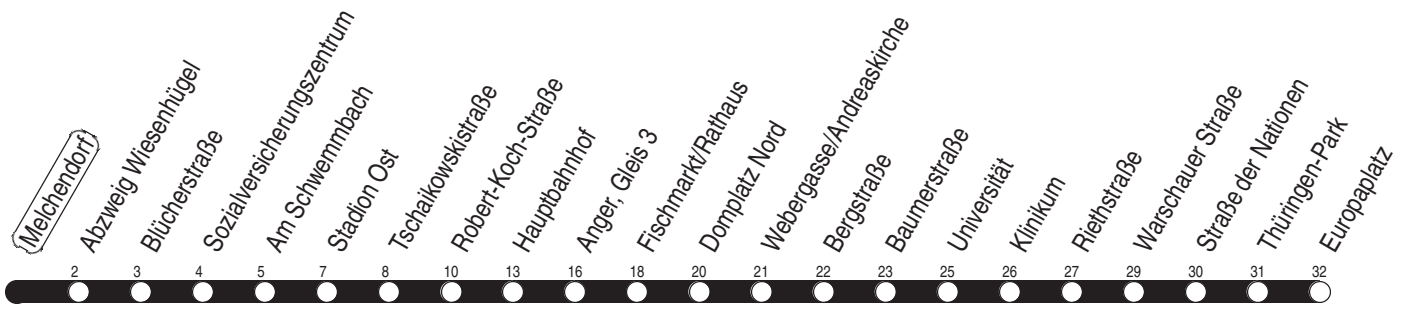 Melchendorf
Abzweig Wiesenhügel
Blücherstraße
Sozialversicherungszentrum
Am Schwemmbach
Stadion Ost
Tschaikowskistraße
Robert-Koch-Straße
Hauptbahnhof
Anger, Gleis 3
Fischmarkt/Rathaus
Domplatz Nord
Webergasse/Andreaskirche
Bergstraße
Baumerstraße
Universität
Klinikum
Riethstraße
Warschauer Straße
Straße der Nationen
Thüringen-Park
Europaplatz
2 3 4 5 7 8 10 13 16 18 20 21 22 23 25 26 27 29 30 31 32